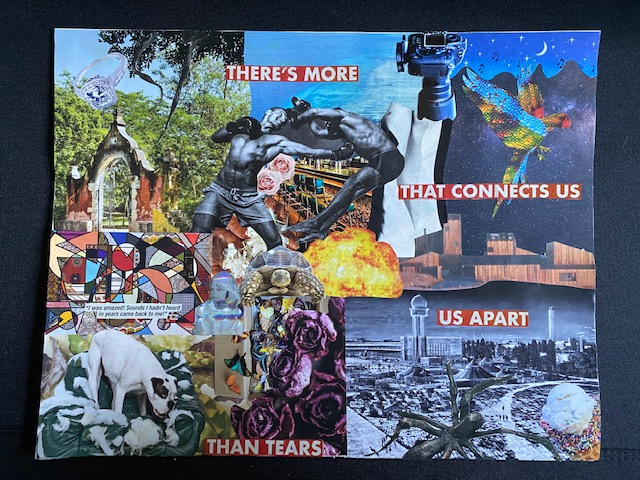 THERE'S MORE
THAT CONNECTS US
"I was amazed! Sounds I hadn't heard
in years came back to me!"
US APART
THAN TEARS